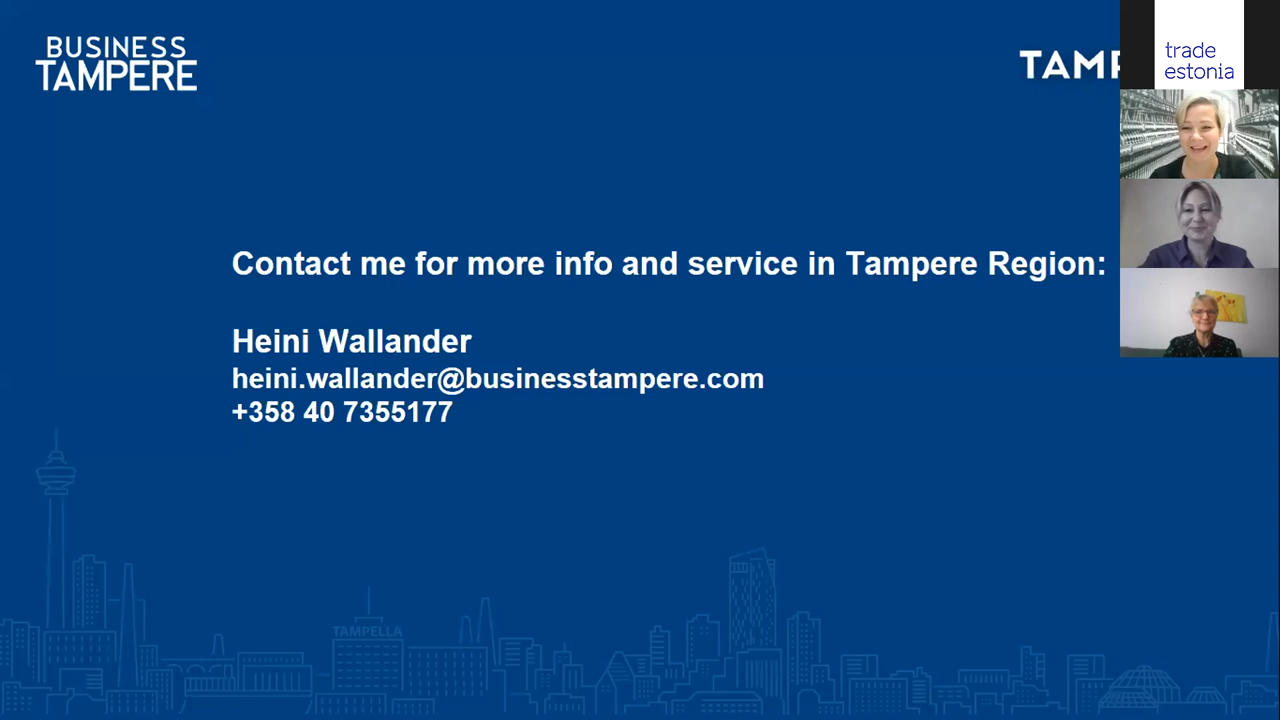 BUSINESS
TAMPERE
trade
estonia
Contact me for more info and service in Tampere Region:
Heini Wallander
heini.wallander@businesstampere.com
+358 40 7355177
TAMPELLA